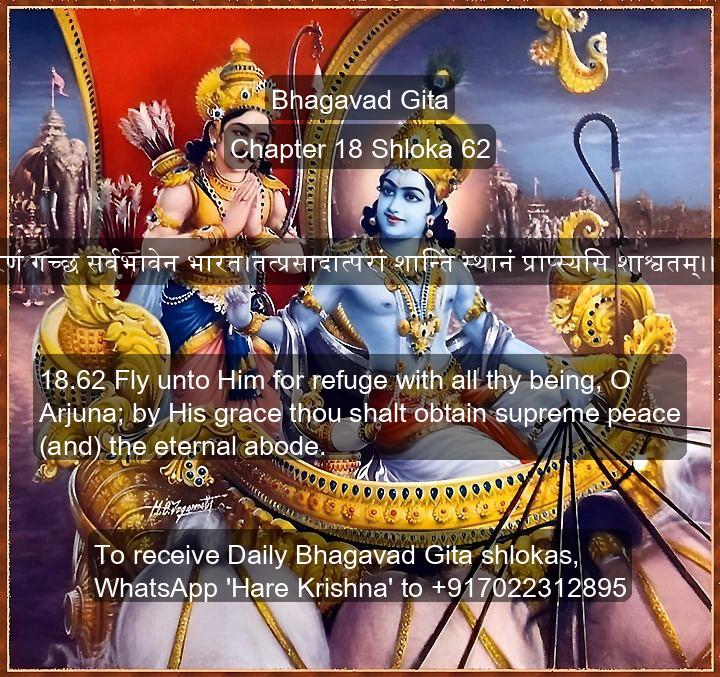 Bhagavad Gita
Chapter 18 Shloka 62
गच्छ सर्वभावेन भारत।तत्प्रसादात्परां शान्तिं स्थानं प्राप्स्यसि शाश्वतम्।।
18.62 Fly unto Him for refuge with all thy being, O
Arjuna; by His grace thou shalt obtain supreme peace
(and) the eternal abode.
To receive Daily Bhagavad Gita shlokas,
WhatsApp 'Hare Krishna' to +917022312895